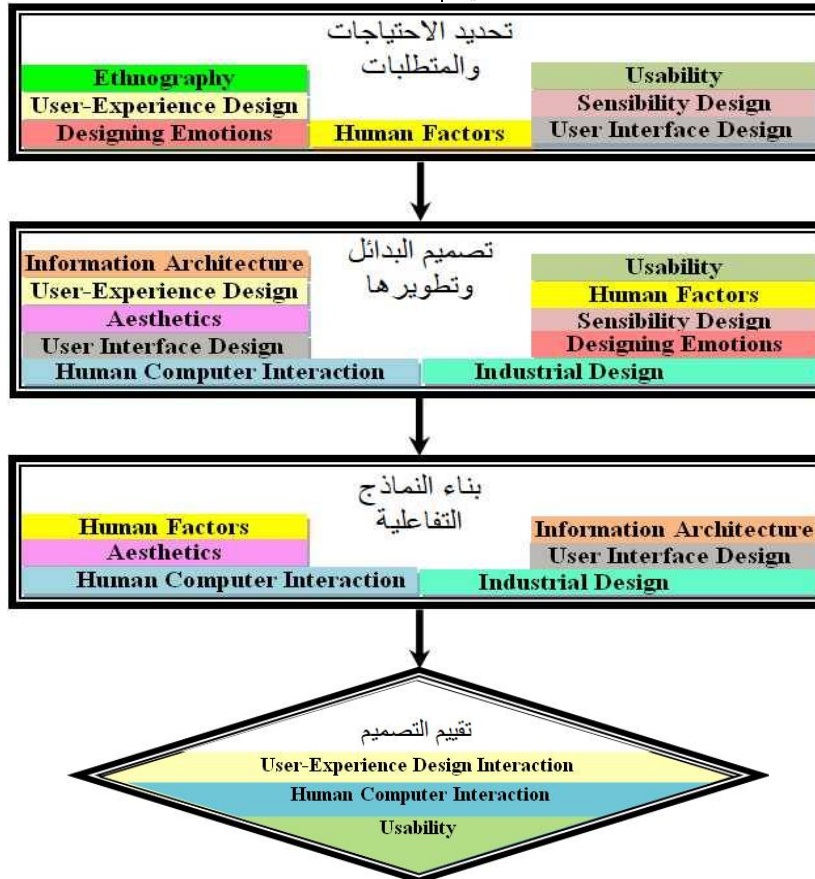 تحديد الاحتياجات
والمتطلبات
Ethnography
User-Experience Design
Designing Emotions
Human Factors
Usability
Sensibility Design
User Interface Design
تصميم البدائل
وتطويرها
Information Architecture
User-Experience Design
Aesthetics
User Interface Design
Human Computer Interaction
Usability
Human Factors
Sensibility Design
Designing Emotions
Industrial Design
بناء النماذج
التفاعلية
Human Factors
Aesthetics
Human Computer Interaction
Information Architecture
User Interface Design
Industrial Design
تقييم التصميم
User-Experience Design Interaction
Human Computer Interaction
Usability